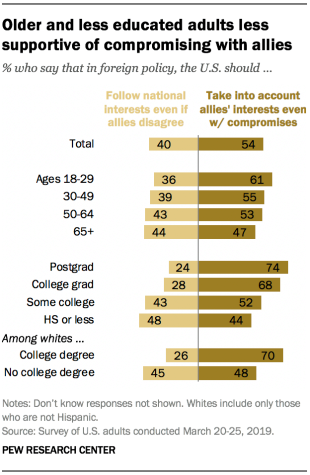 Older and less educated adults less
supportive of compromising with allies
% who say that in foreign policy, the U.S. should ...
Follow national
interests even if
allies disagree
Take into account
allies' interests even
w/ compromises
Total 40 54
Ages 18-29 36 61
30-49 39 55
50-64 43 53
65+ 44 47
Postgrad 24 74
College grad 28 68
Some college 43 52
HS or less 48 44
Among whites ...
College degree 26 70
No college degree 45 48
Notes: Don't know responses not shown. Whites include only those
who are not Hispanic.
Source: Survey of U.S. adults conducted March 20-25, 2019.
PEW RESEARCH CENTER